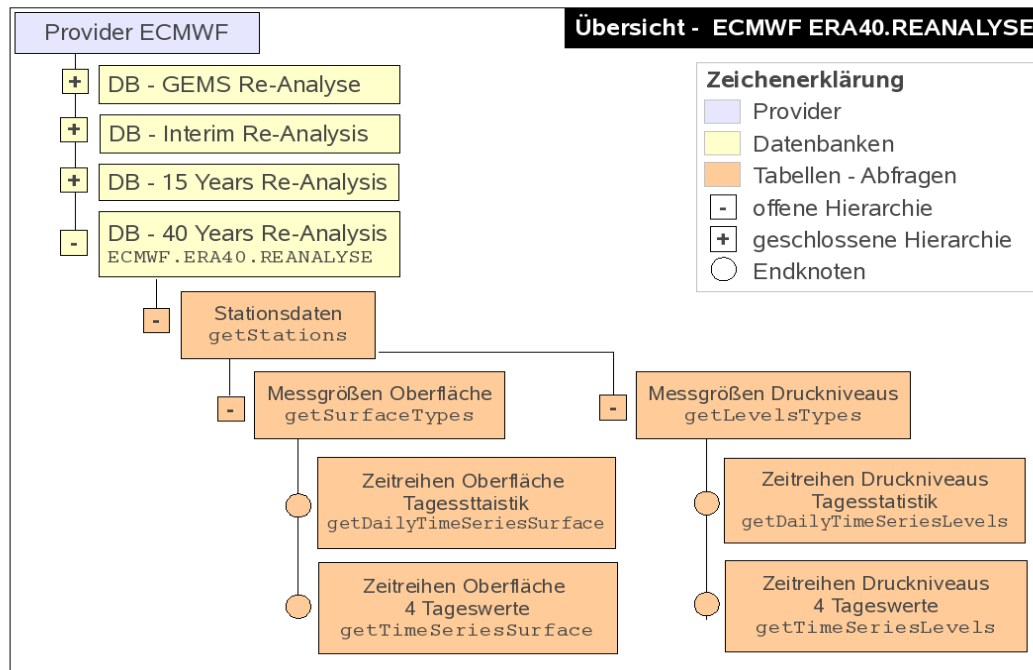 Provider ECMWF
Übersicht - ECMWF ERA40.REANALYSE
+
DB - GEMS Re-Analyse
+
DB - Interim Re-Analysis
+
DB - 15 Years Re-Analysis
-
DB - 40 Years Re-Analysis
ECMWF.ERA40.REANALYSE
Zeichenerklärung
Provider
Datenbanken
Tabellen - Abfragen
-
offene Hierarchie
+
geschlossene Hierarchie
Endknoten
-
Stationsdaten
getStations
-
Messgrößen Oberfläche
getSurfaceTypes
-
Messgrößen Druckniveaus
getLevelsTypes
Zeitreihen Oberfläche
Tagessttaistik
getDailyTimeSeriesSurface
Zeitreihen Druckniveaus
Tagesstatistik
getDailyTimeSeriesLevels
Zeitreihen Oberfläche
4 Tageswerte
getTimeSeriesSurface
Zeitreihen Druckniveaus
4 Tageswerte
getTimeSeriesLevels